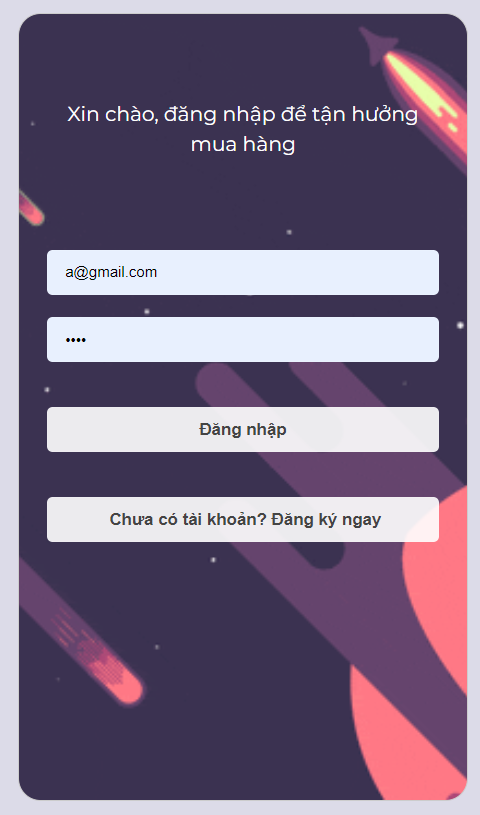 Xin chào, đăng nhập để tận hưởng
mua hàng
a@gmail.com
••••
Đăng nhập
Chưa có tài khoản? Đăng ký ngay